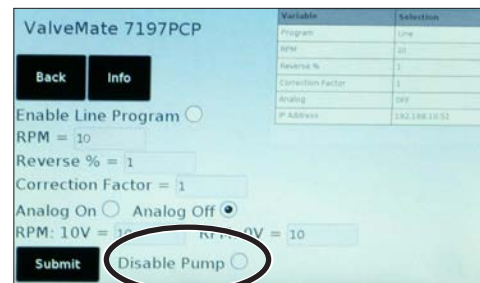 ValveMate 7197PCP
Variable Selection
Program Line
RPM 10
Reverse % 1
Correction Factor 1
Analog OFF
IP Address 192.168.10.51
Back Info
Enable Line Program
RPM = 10
Reverse % = 1
Correction Factor = 1
Analog On Analog Off
RPM: 10V = 10 RPM: 0V = 10
Submit Disable Pump